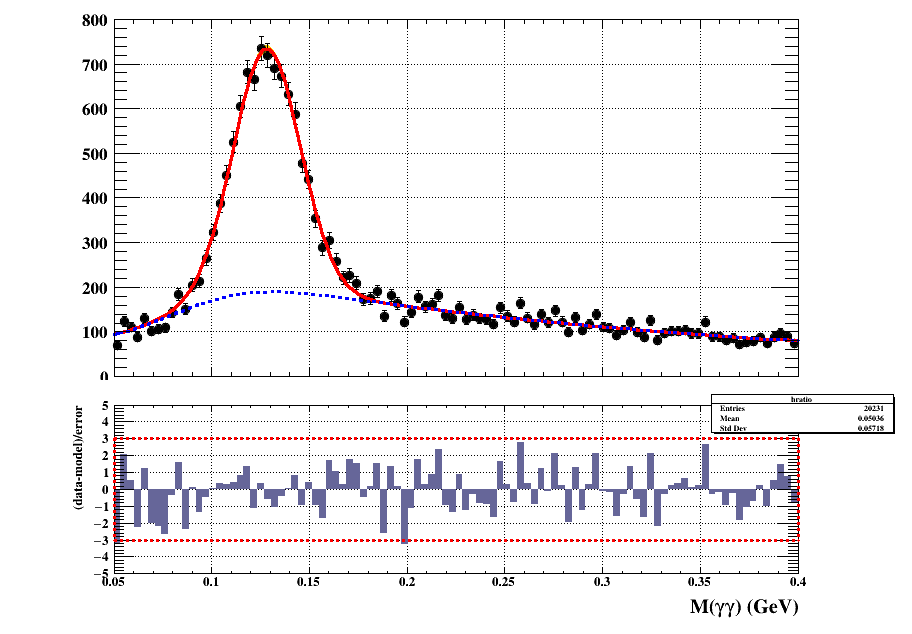 800
700
600
500
400
300
200
100
0
(data-model)/error
5
4
3
2
1
0
−1
−2
−3
−4
−5
hratio
Entries 20231
Mean 0.05036
Std Dev 0.05718
0.05 0.1 0.15 0.2 0.25 0.3 0.35 0.4
M(γγ) (GeV)